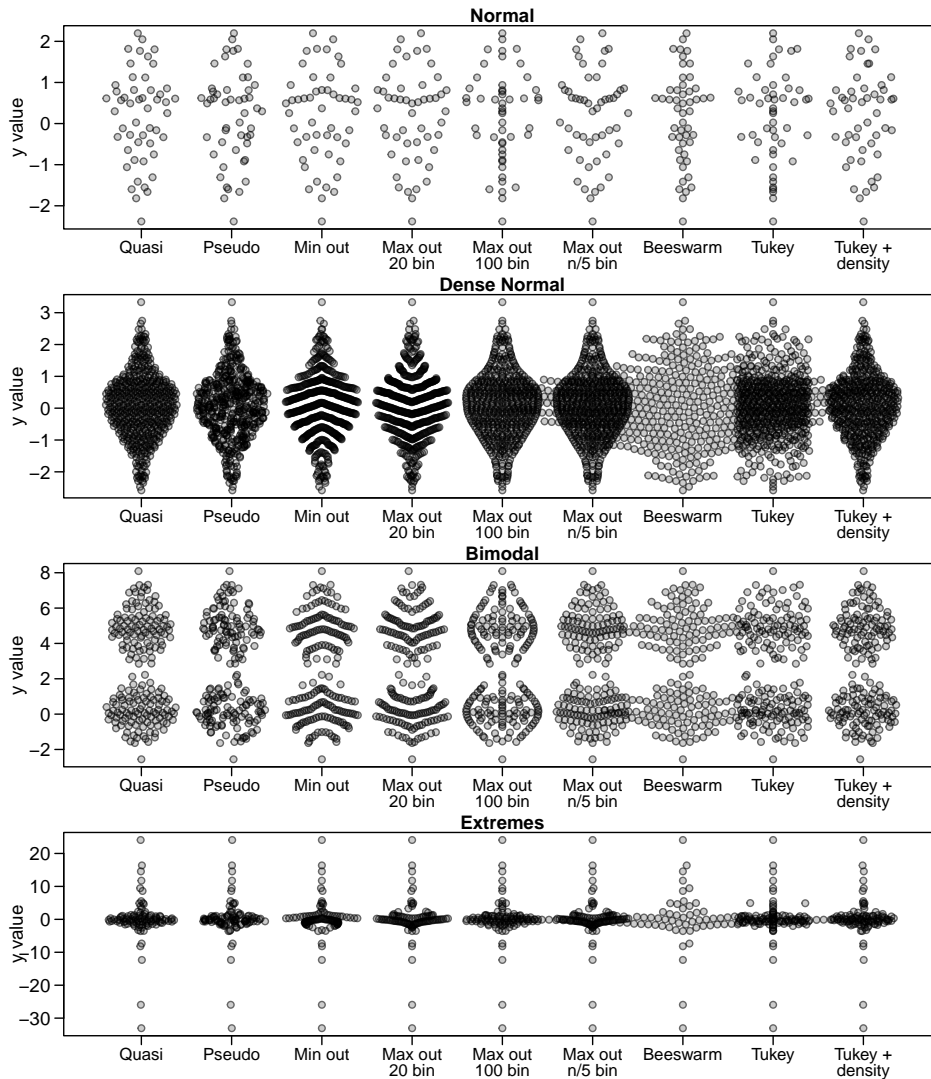 Normal
y value
2
1
0
−1
−2
Quasi Pseudo Min out Max out Max out Max out Beeswarm Tukey Tukey +
20 bin 100 bin n/5 bin density
Dense Normal
y value
3
2
1
0
−1
−2
Quasi Pseudo Min out Max out Max out Max out Beeswarm Tukey Tukey +
20 bin 100 bin n/5 bin density
Bimodal
y value
8
6
4
2
0
−2
Quasi Pseudo Min out Max out Max out Max out Beeswarm Tukey Tukey +
20 bin 100 bin n/5 bin density
Extremes
y value
20
10
0
−10
−20
−30
Quasi Pseudo Min out Max out Max out Max out Beeswarm Tukey Tukey +
20 bin 100 bin n/5 bin density